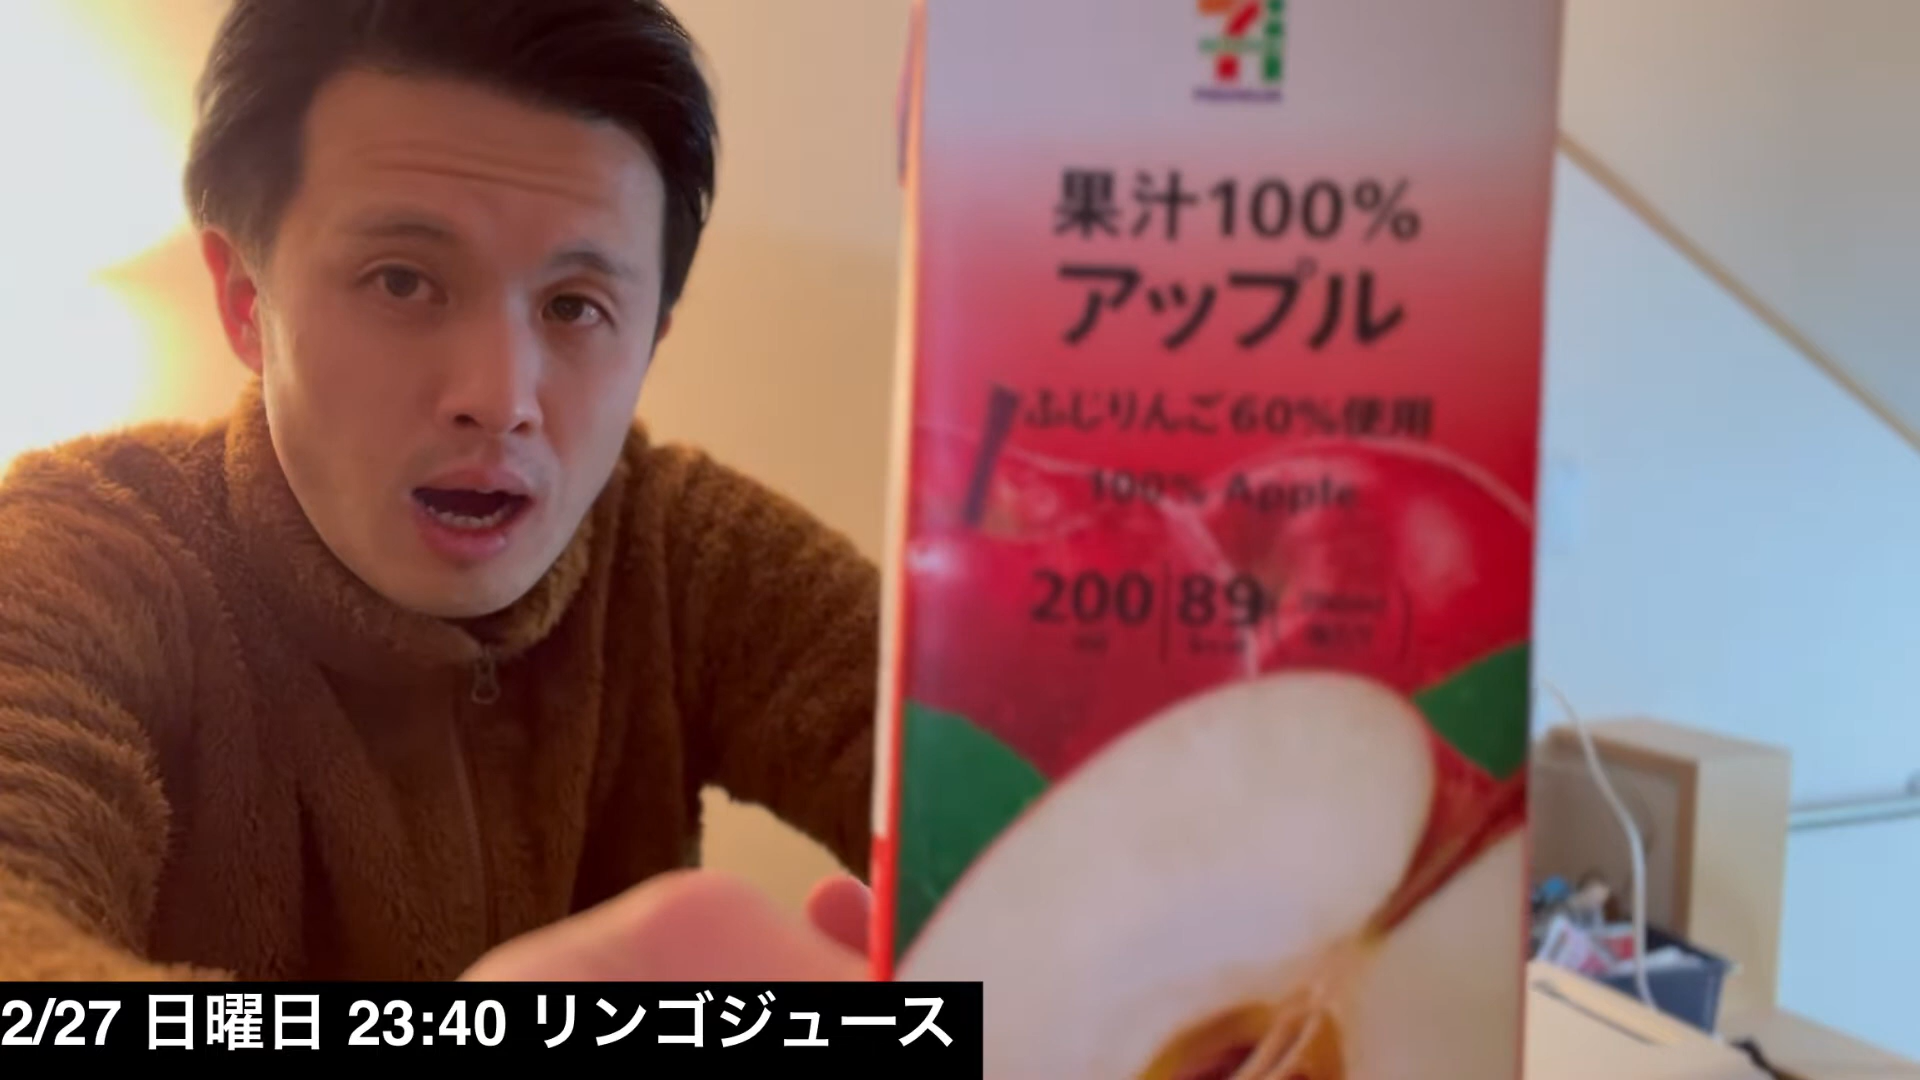 果汁100%
アップル
ふじりんご60%使用
100% Apple
200 89
2/27 日曜日 23:40 リンゴジュース